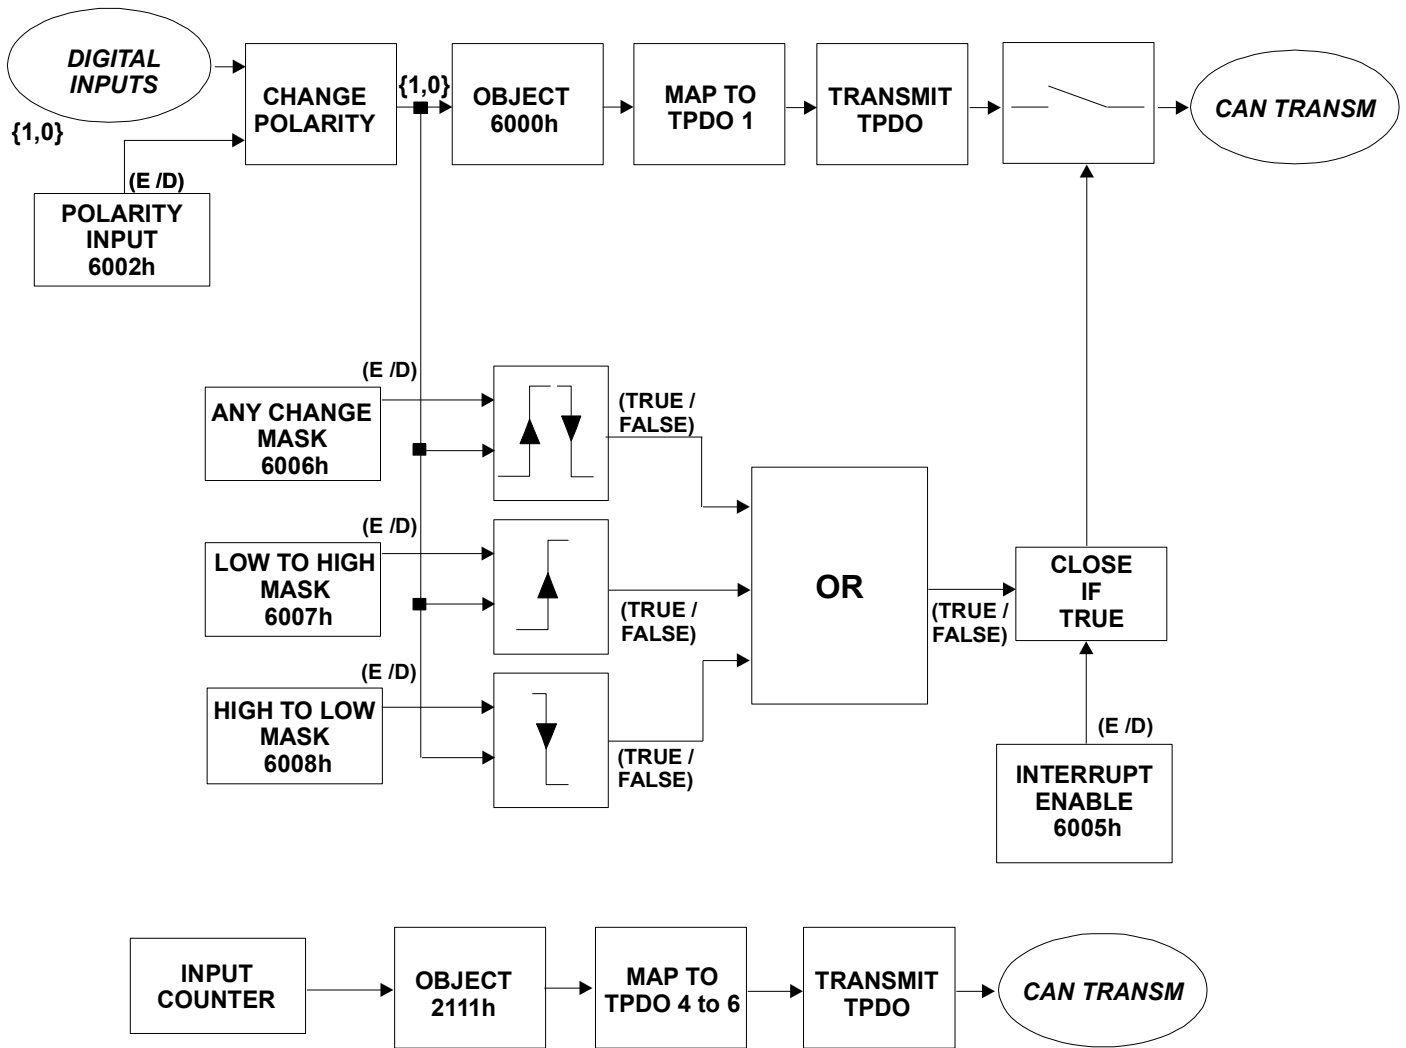 DIGITAL
INPUTS
{1,0}
CHANGE
POLARITY
{1,0}
OBJECT
6000h
MAP TO
TPDO 1
TRANSMIT
TPDO
CAN TRANSM
(E /D)
POLARITY
INPUT
6002h
(E /D)
ANY CHANGE
MASK
6006h
(TRUE /
FALSE)
(E /D)
LOW TO HIGH
MASK
6007h
(TRUE /
FALSE)
(E /D)
HIGH TO LOW
MASK
6008h
(TRUE /
FALSE)
OR
(TRUE /
FALSE)
CLOSE
IF
TRUE
(E /D)
INTERRUPT
ENABLE
6005h
INPUT
COUNTER
OBJECT
2111h
MAP TO
TPDO 4 to 6
TRANSMIT
TPDO
CAN TRANSM